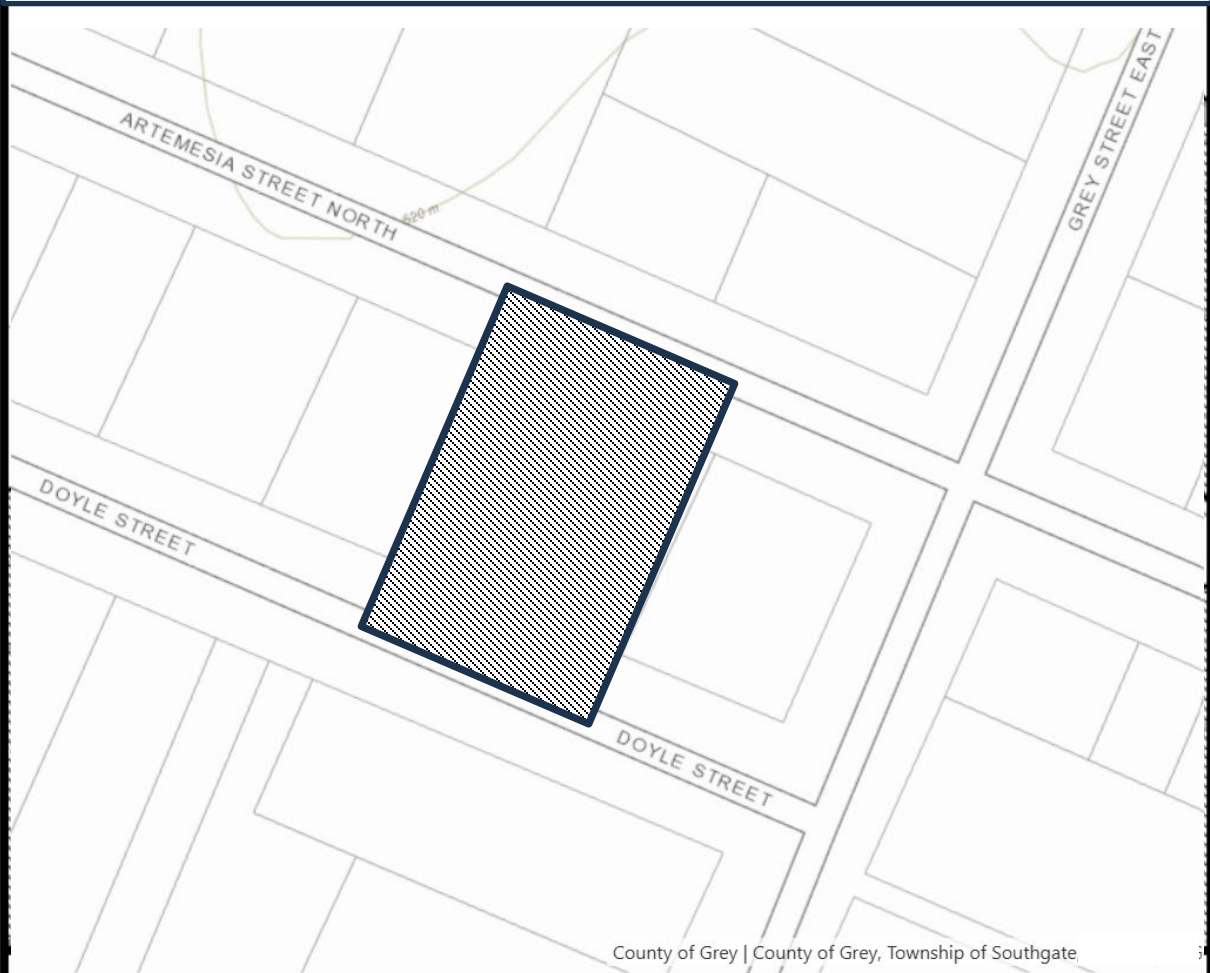 ARTEMESIA STREET NORTH
GREY STREET EAST
620 m
DOYLE STREET
DOYLE STREET
County of Grey | County of Grey, Township of Southgate,